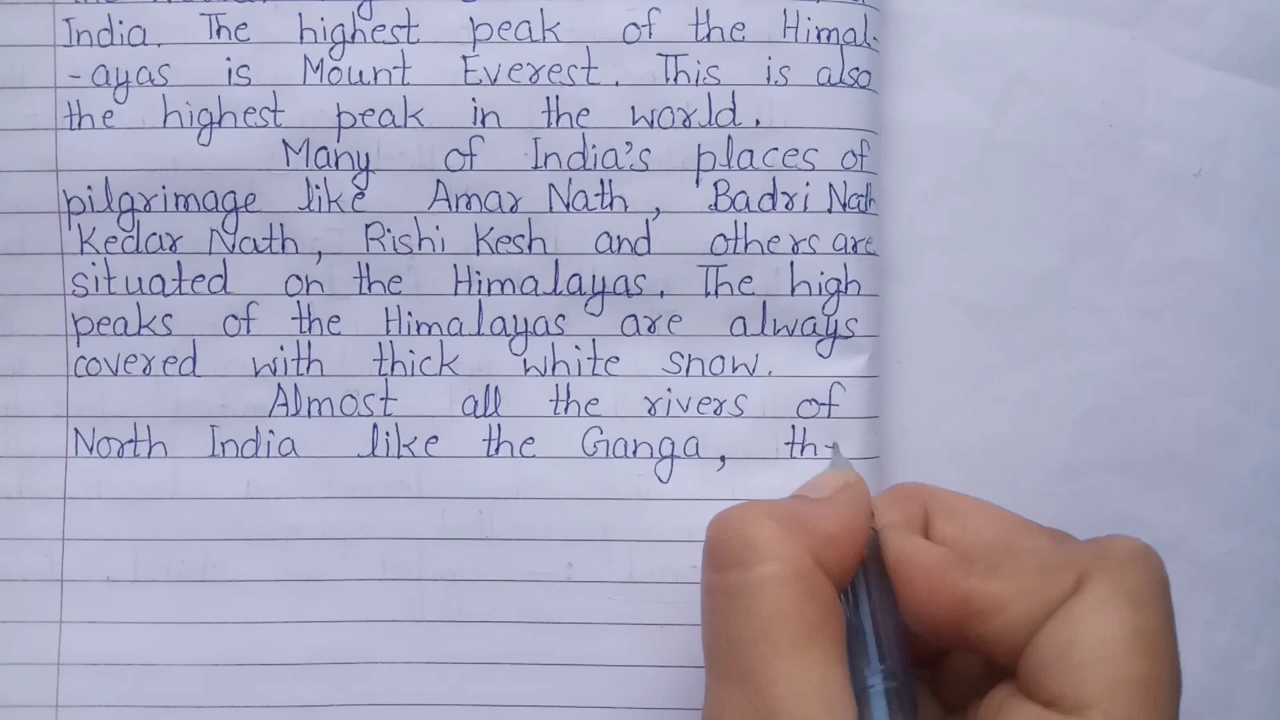 India. The highest peak of the Himal-
-ayas is Mount Everest. This is also
the highest peak in the world.
Many of India's places of
pilgrimage like Amar Nath, Badri Nath
Kedar Nath, Rishi Kesh and others are
situated on the Himalayas. The high
peaks of the Himalayas are always
covered with thick white snow.
Almost all the rivers of
North India like the Ganga, th